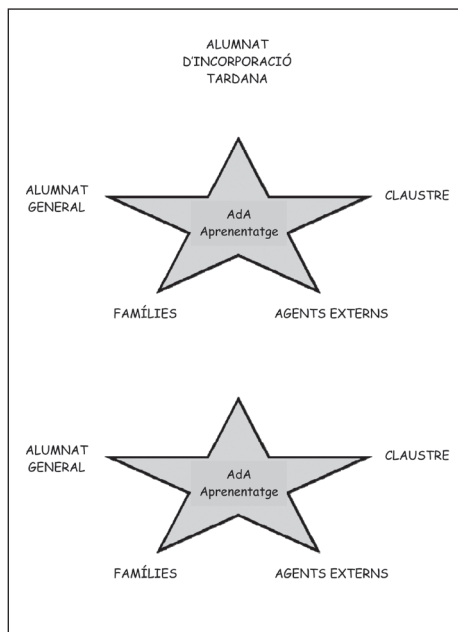 ALUMNAT
D'INCORPORACIÓ
TARDANA
ALUMNAT
GENERAL
CLAUSTRE
AdA
Aprenentatge
FAMÍLIES
AGENTS EXTERNS
ALUMNAT
GENERAL
CLAUSTRE
AdA
Aprenentatge
FAMÍLIES
AGENTS EXTERNS